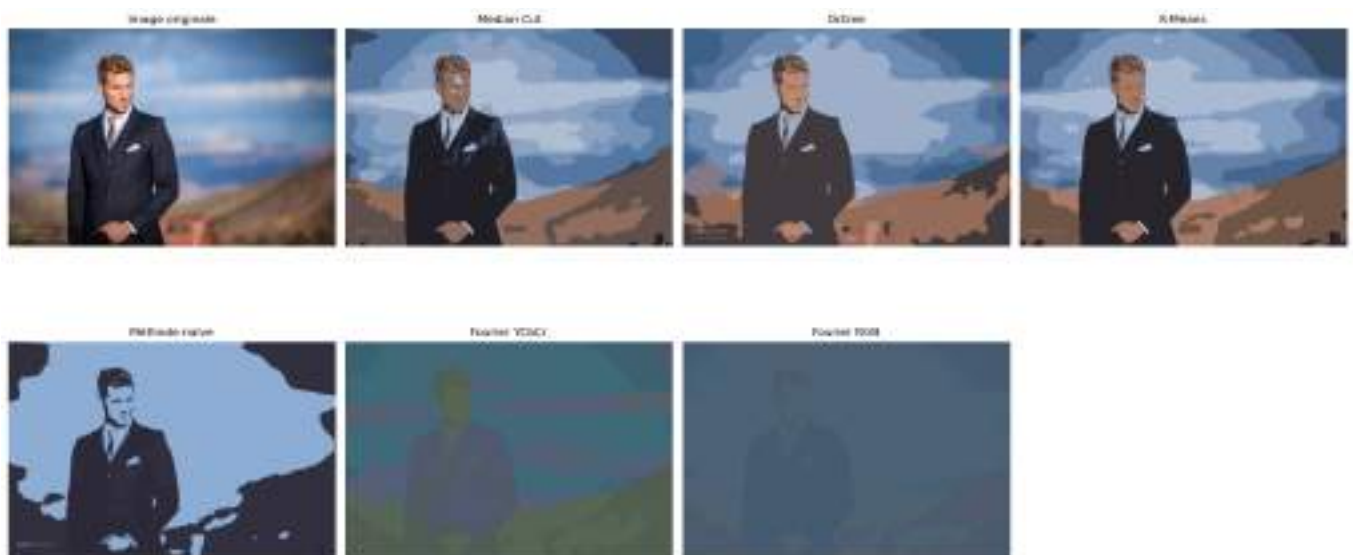 Image originale
Median Cut
Octree
K-Means
Méthode naïve
Fourier YCbCr
Fourier RGB